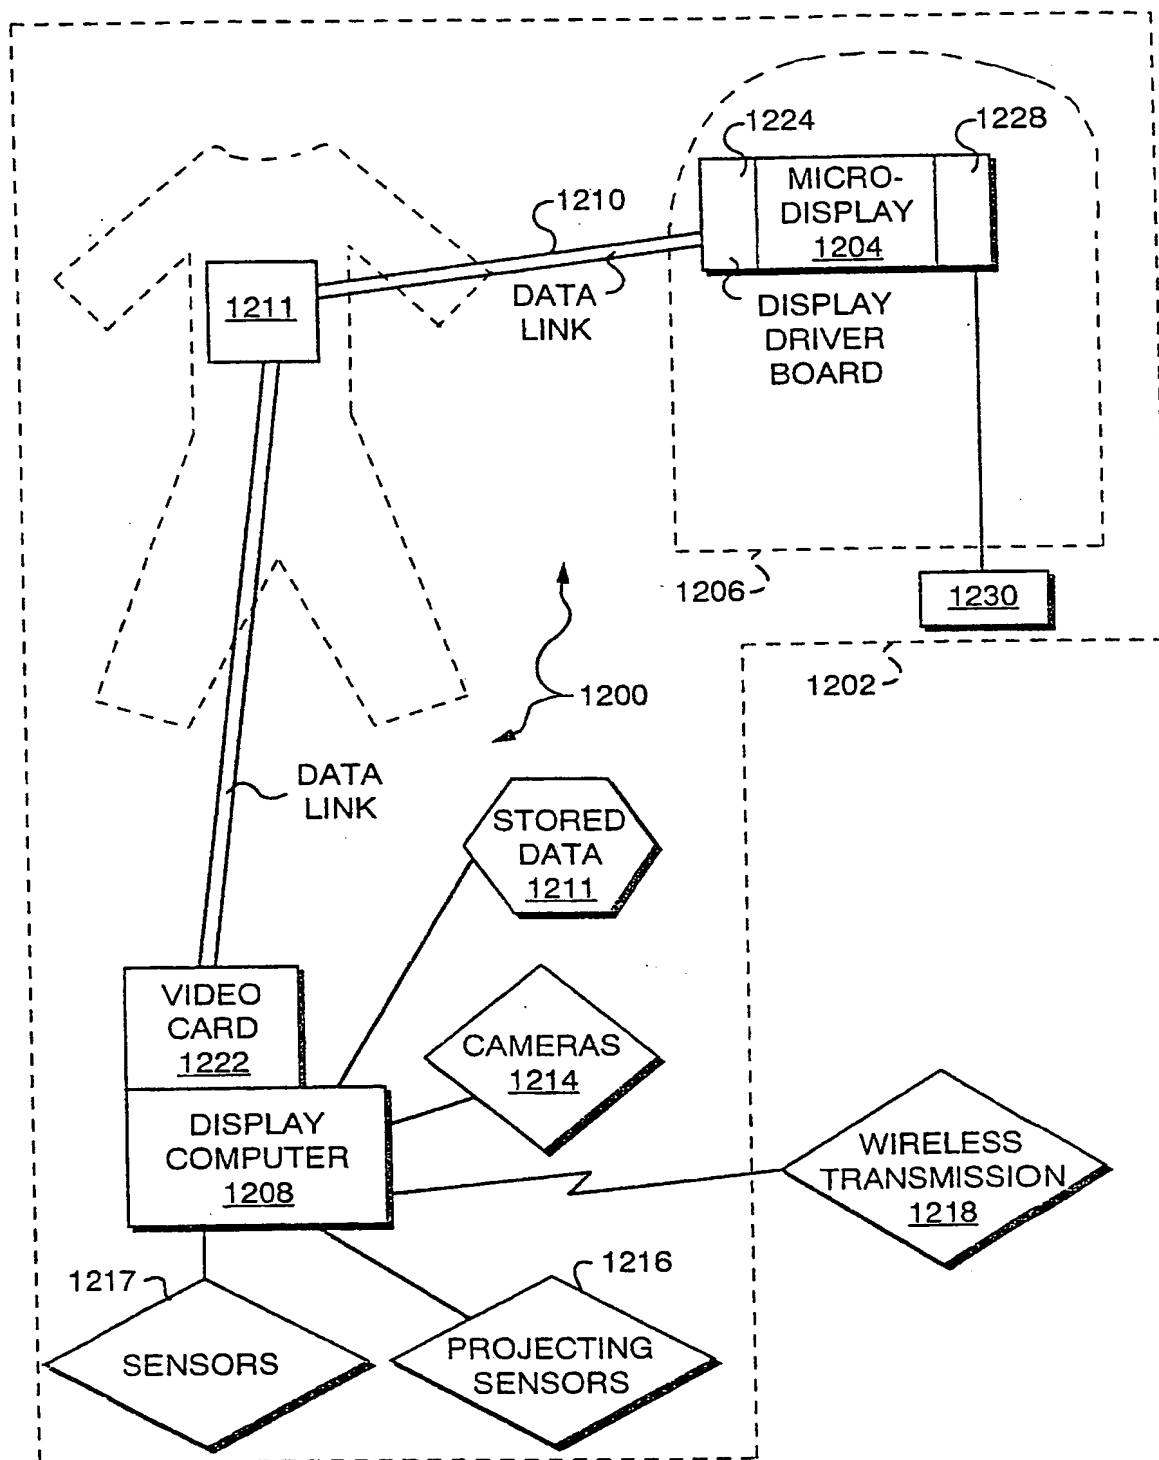 1224
1228
MICRO-
DISPLAY
1204
1210
DATA
LINK
DISPLAY
DRIVER
BOARD
1211
1206
1230
1202
1200
DATA
LINK
STORED
DATA
1211
VIDEO
CARD
1222
CAMERAS
1214
DISPLAY
COMPUTER
1208
WIRELESS
TRANSMISSION
1218
1217
1216
SENSORS
PROJECTING
SENSORS